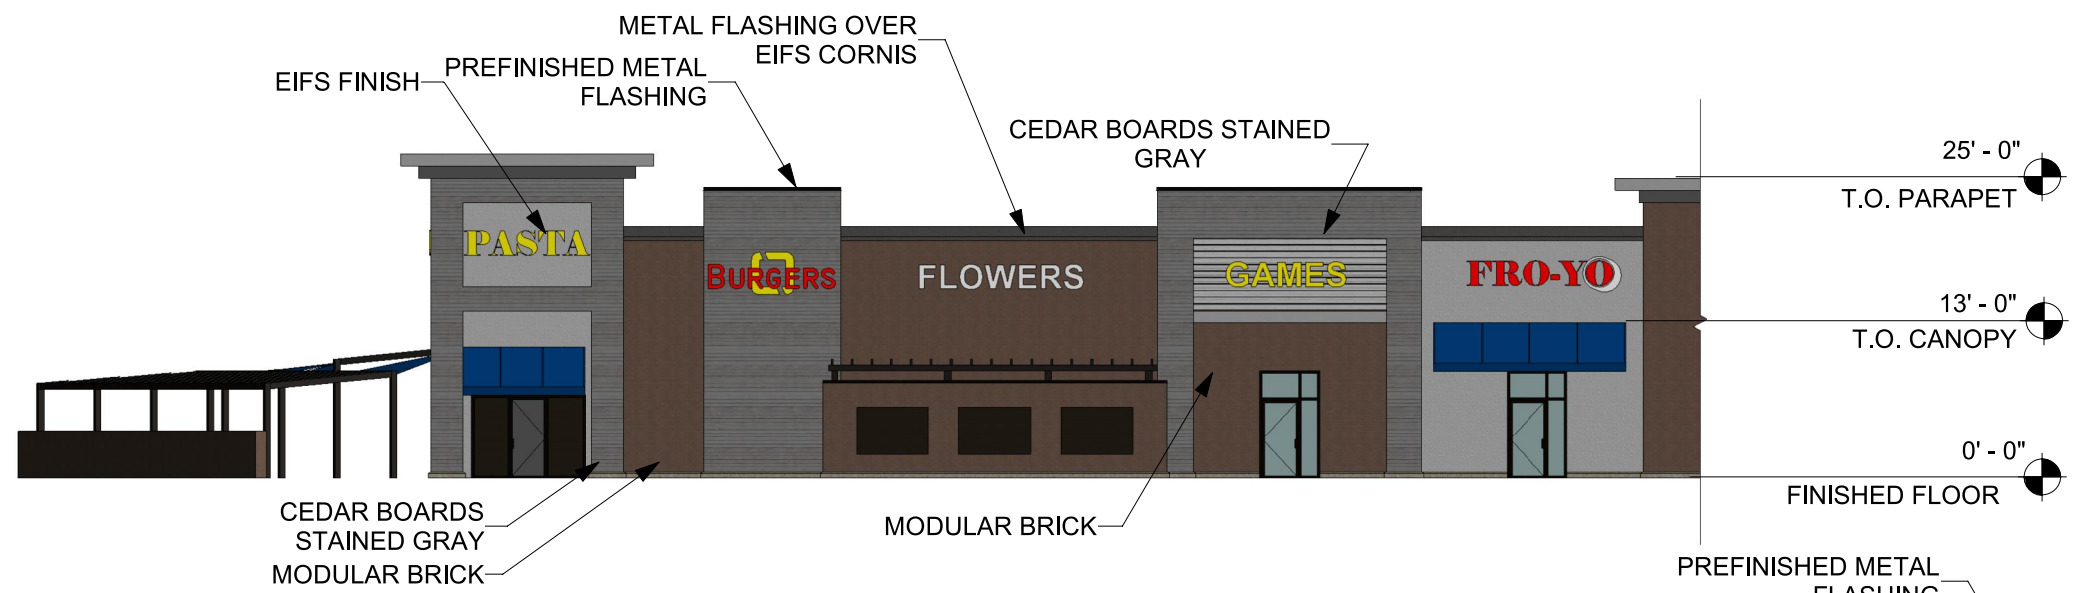 METAL FLASHING OVER
EIFS CORNIS
PREFINISHED METAL
FLASHING
EIFS FINISH
CEDAR BOARDS STAINED
GRAY
25' - 0"
T.O. PARAPET
PASTA
BURGERS
FLOWERS
GAMES
FRO-YO
13' - 0"
T.O. CANOPY
0' - 0"
FINISHED FLOOR
CEDAR BOARDS
STAINED GRAY
MODULAR BRICK
MODULAR BRICK
PREFINISHED METAL
FLASHING